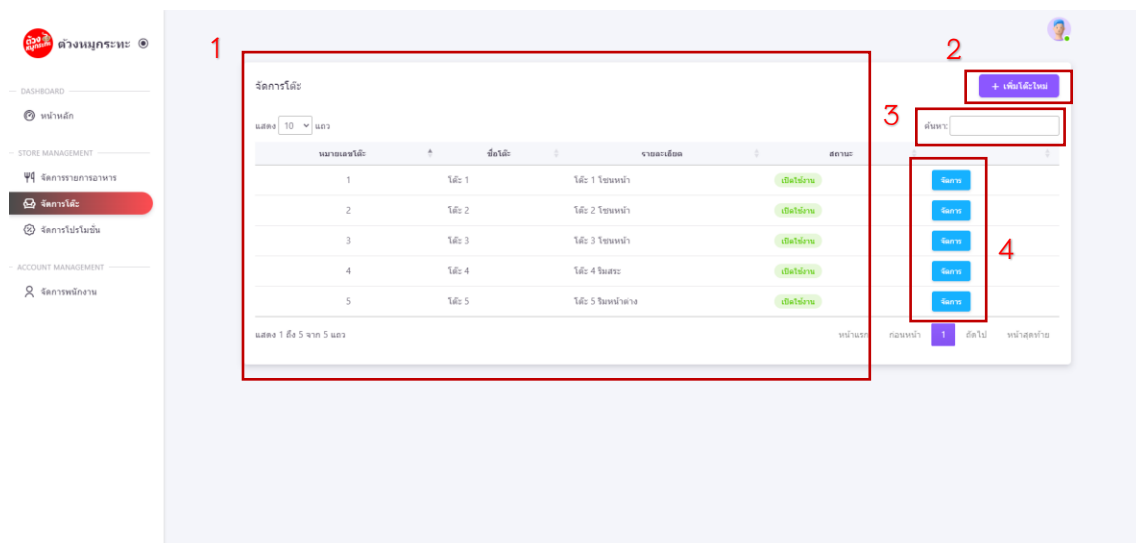 ด้วง
หมูกระทะ
ด้วงหมูกระทะ
DASHBOARD
หน้าหลัก
STORE MANAGEMENT
จัดการรายการอาหาร
จัดการโต๊ะ
จัดการโปรโมชั่น
ACCOUNT MANAGEMENT
จัดการพนักงาน
1
2
จัดการโต๊ะ
+ เพิ่มโต๊ะใหม่
3
แสดง 10 แถว
ค้นหา:
หมายเลขโต๊ะ ชื่อโต๊ะ รายละเอียด สถานะ
1 โต๊ะ 1 โต๊ะ 1 โซนหน้า เปิดใช้งาน จัดการ
2 โต๊ะ 2 โต๊ะ 2 โซนหน้า เปิดใช้งาน จัดการ
3 โต๊ะ 3 โต๊ะ 3 โซนหน้า เปิดใช้งาน จัดการ
4
4 โต๊ะ 4 โต๊ะ 4 ริมสระ เปิดใช้งาน จัดการ
5 โต๊ะ 5 โต๊ะ 5 ริมหน้าต่าง เปิดใช้งาน จัดการ
แสดง 1 ถึง 5 จาก 5 แถว
หน้าแรก ก่อนหน้า 1 ถัดไป หน้าสุดท้าย